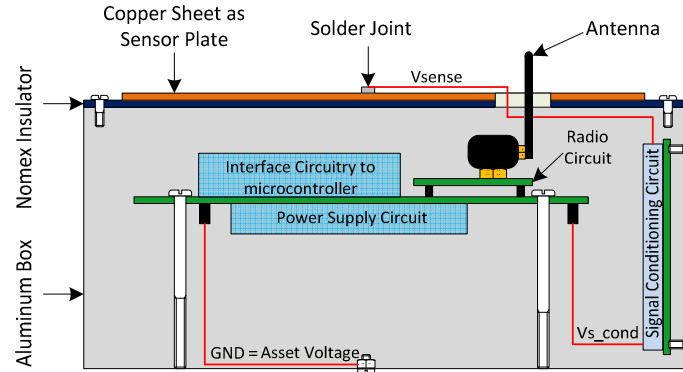 Copper Sheet as
Sensor Plate
Solder Joint
Antenna
Vsense
Nomex Insulator
Radio
Circuit
Interface Circuitry to
microcontroller
Power Supply Circuit
Signal Conditioning Circuit
Aluminum Box
Vs_cond
GND = Asset Voltage